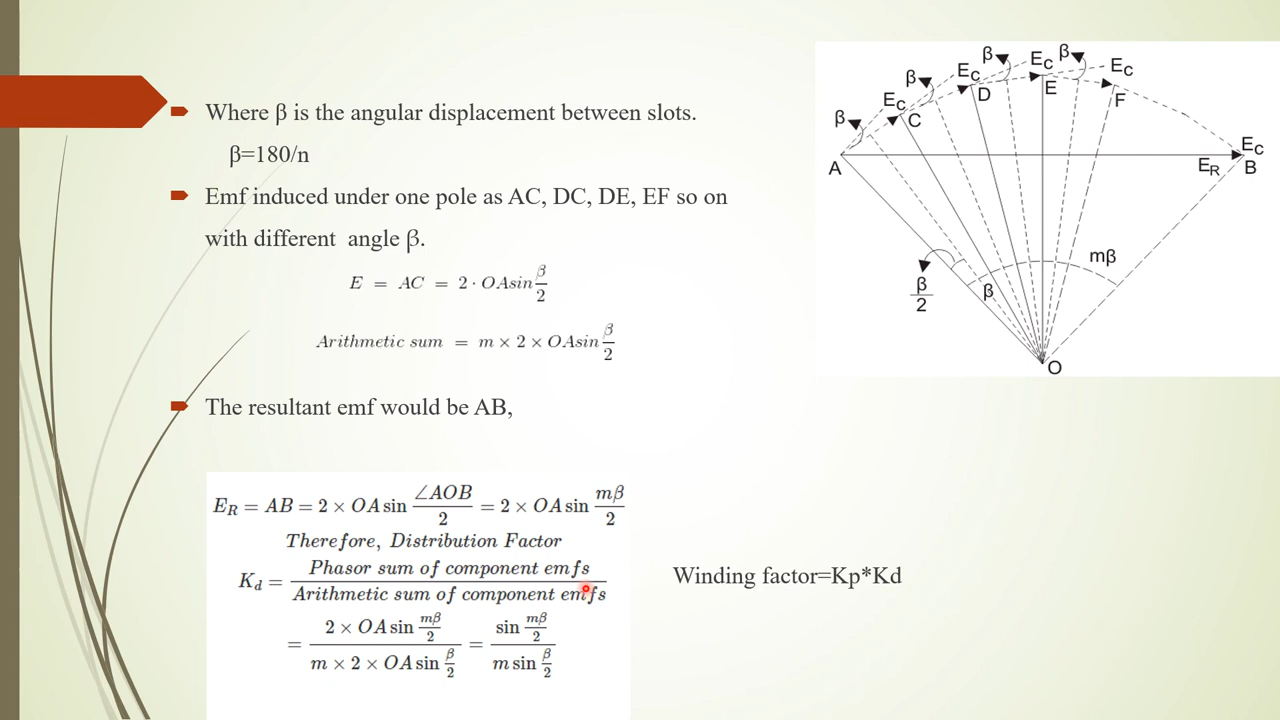 Where β is the angular displacement between slots.
β=180/n
Emf induced under one pole as AC, DC, DE, EF so on
with different angle β.
E = AC = 2 · OAsin β/2
Arithmetic sum = m × 2 × OAsin β/2
The resultant emf would be AB,
E_R = AB = 2 × OA sin ∠AOB/2 = 2 × OA sin mβ/2
Therefore, Distribution Factor
K_d = Phasor sum of component emfs / Arithmetic sum of component emfs
= 2 × OA sin mβ/2 / m × 2 × OA sin β/2 = sin mβ/2 / m sin β/2
Winding factor=Kp*Kd
β
E_C
β
E_C
β
E_C
β
E_C
E_C
A
C
D
E
F
E_R
B
mβ
β/2
β
O